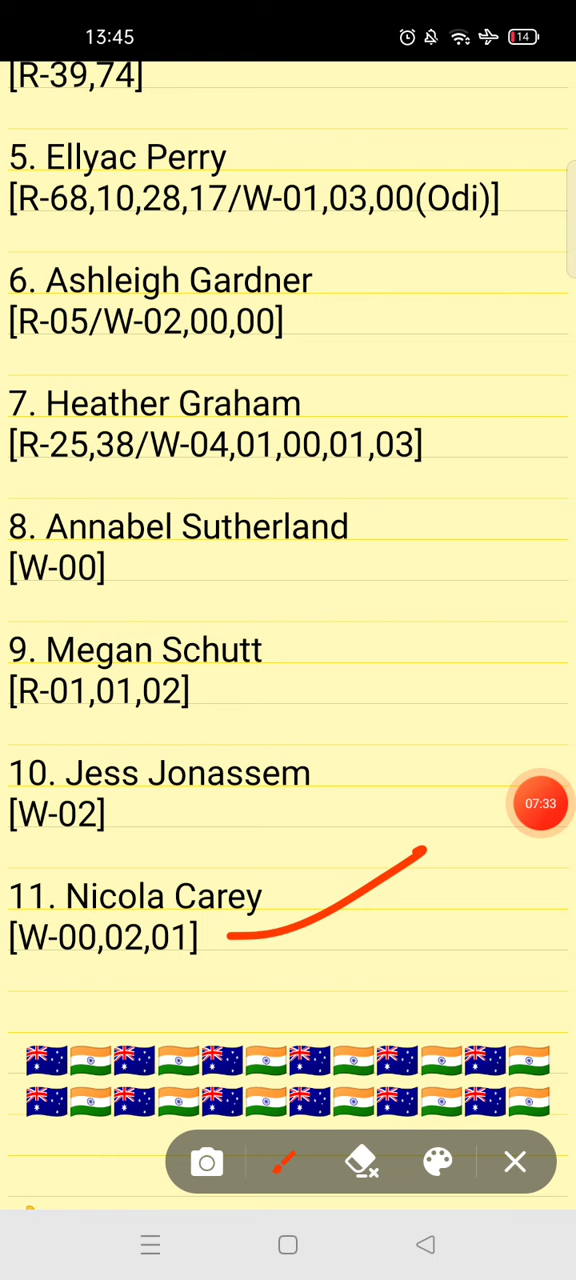 13:45
14
[R-39,74]
5. Ellyac Perry
[R-68,10,28,17/W-01,03,00(Odi)]
6. Ashleigh Gardner
[R-05/W-02,00,00]
7. Heather Graham
[R-25,38/W-04,01,00,01,03]
8. Annabel Sutherland
[W-00]
9. Megan Schutt
[R-01,01,02]
10. Jess Jonassem
[W-02]
07:33
11. Nicola Carey
[W-00,02,01]